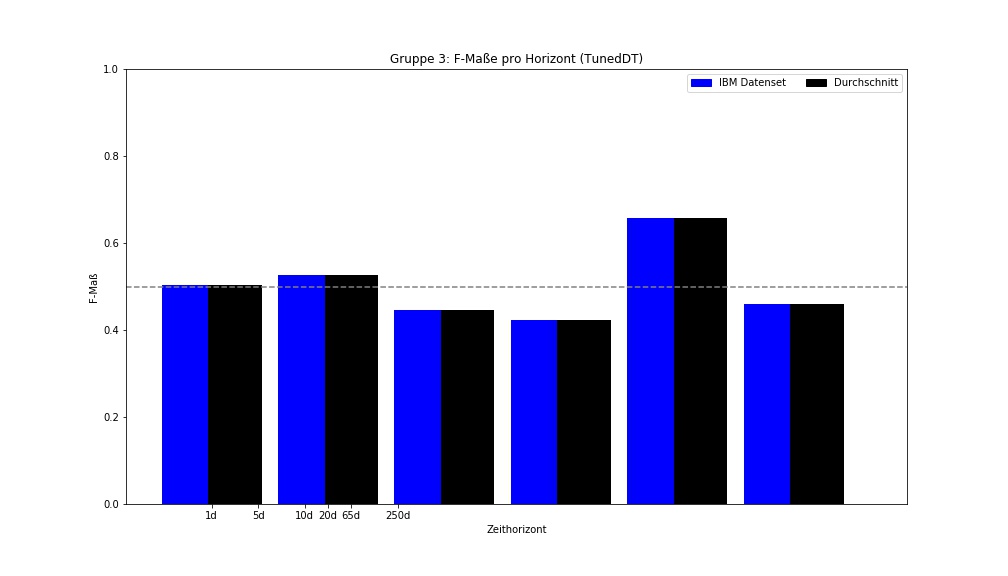 Gruppe 3: F-Maße pro Horizont (TunedDT)
IBM Datenset Durchschnitt
1.0
0.8
0.6
0.4
0.2
0.0
F-Maß
1d 5d 10d 20d 65d 250d
Zeithorizont